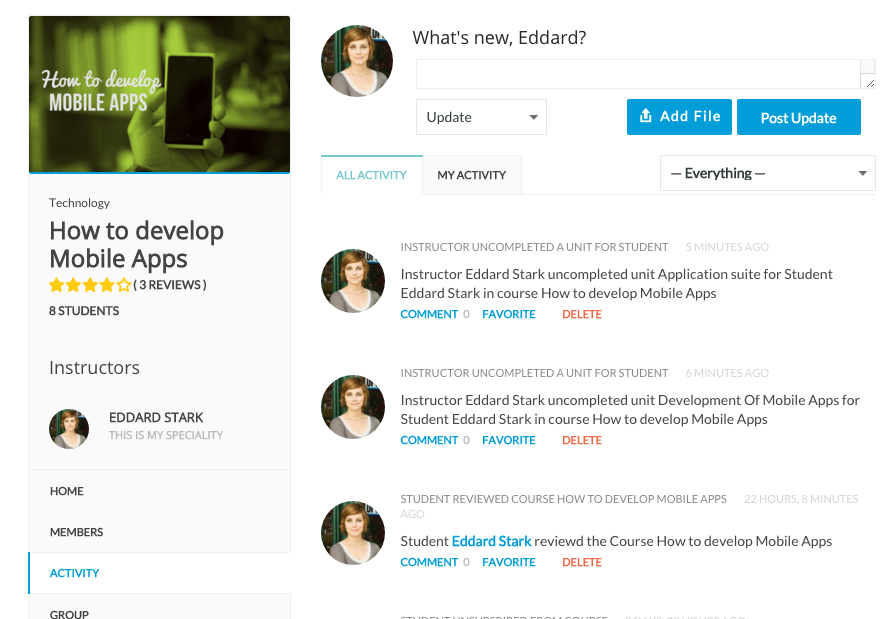 How to develop
MOBILE APPS
Technology
How to develop
Mobile Apps
( 3 REVIEWS )
8 STUDENTS
Instructors
EDDARD STARK
THIS IS MY SPECIALITY
HOME
MEMBERS
ACTIVITY
GROUP
What's new, Eddard?
Update
Add File
Post Update
ALL ACTIVITY
MY ACTIVITY
— Everything —
INSTRUCTOR UNCOMPLETED A UNIT FOR STUDENT 5 MINUTES AGO
Instructor Eddard Stark uncompleted unit Application suite for Student
Eddard Stark in course How to develop Mobile Apps
COMMENT 0 FAVORITE DELETE
INSTRUCTOR UNCOMPLETED A UNIT FOR STUDENT 6 MINUTES AGO
Instructor Eddard Stark uncompleted unit Development Of Mobile Apps for
Student Eddard Stark in course How to develop Mobile Apps
COMMENT 0 FAVORITE DELETE
STUDENT REVIEWED COURSE HOW TO DEVELOP MOBILE APPS 22 HOURS, 8 MINUTES
AGO
Student Eddard Stark reviewd the Course How to develop Mobile Apps
COMMENT 0 FAVORITE DELETE